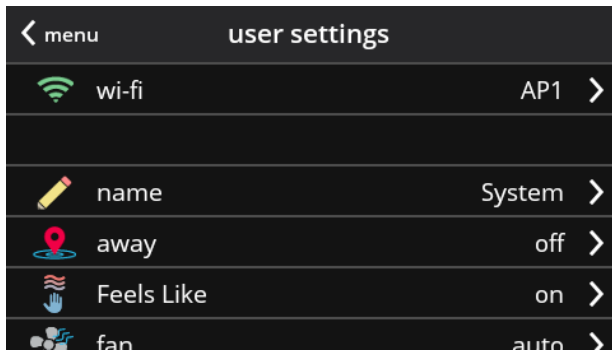 menu user settings
wi-fi AP1
name System
away off
Feels Like on
fan auto